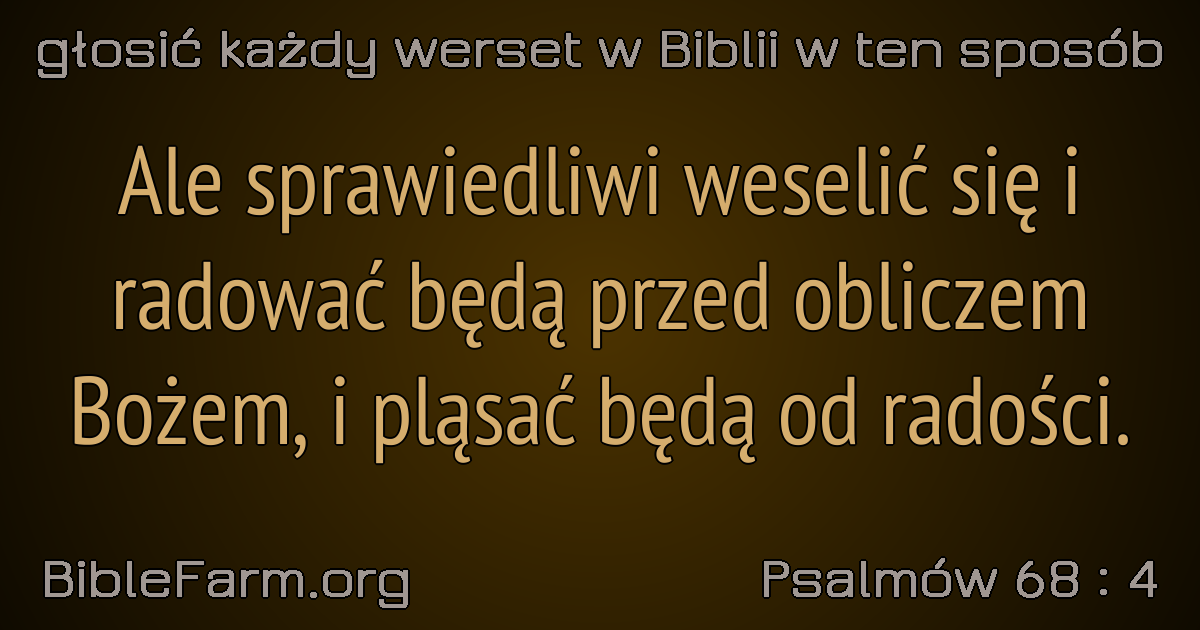 głosić każdy werset w Biblii w ten sposób
Ale sprawiedliwi weselić się i
radować będą przed obliczem
Bożem, i pląsać będą od radości.
BibleFarm.org
Psalmów 68 : 4